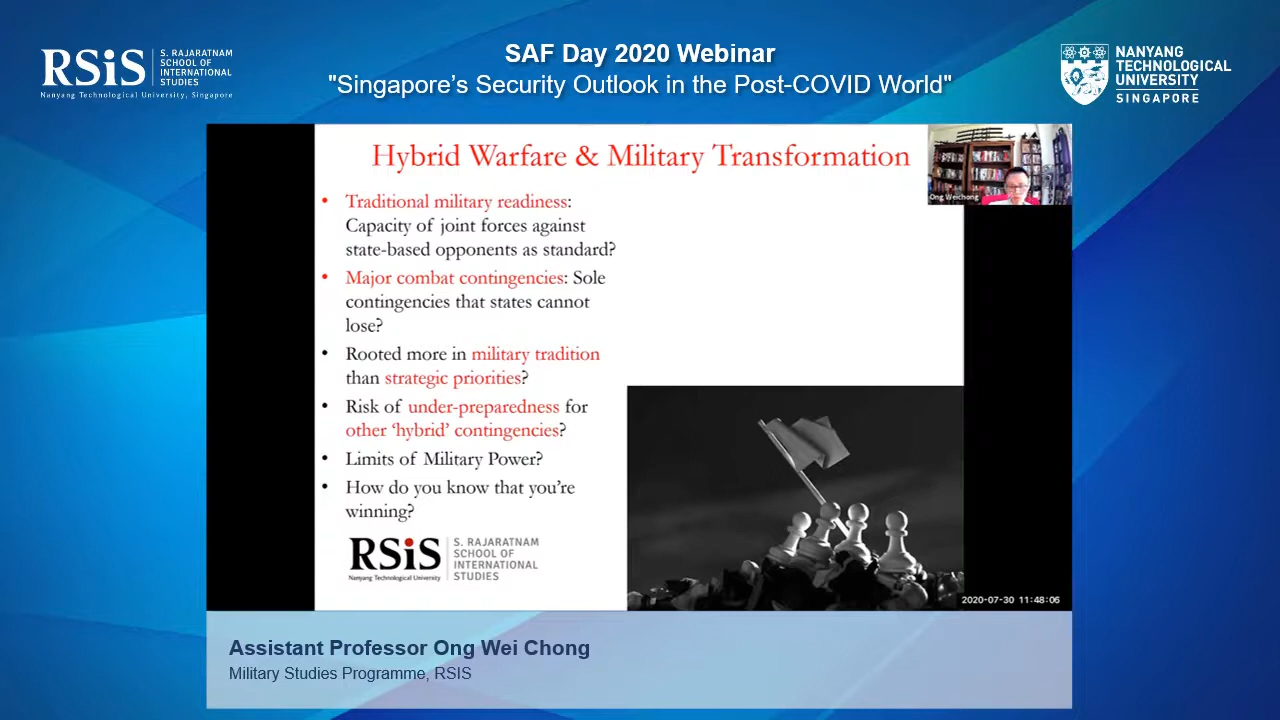 RSiS
S. RAJARATNAM
SCHOOL OF
INTERNATIONAL
STUDIES
Nanyang Technological University, Singapore
SAF Day 2020 Webinar
"Singapore’s Security Outlook in the Post-COVID World"
NANYANG
TECHNOLOGICAL
UNIVERSITY
SINGAPORE
Hybrid Warfare & Military Transformation
Ong Weichong
• Traditional military readiness:
Capacity of joint forces against
state-based opponents as standard?
• Major combat contingencies: Sole
contingencies that states cannot
lose?
• Rooted more in military tradition
than strategic priorities?
• Risk of under-preparedness for
other ‘hybrid’ contingencies?
• Limits of Military Power?
• How do you know that you’re
winning?
RSiS
Nanyang Technological University
S. RAJARATNAM
SCHOOL OF
INTERNATIONAL
STUDIES
2020-07-30 11:48:06
Assistant Professor Ong Wei Chong
Military Studies Programme, RSIS